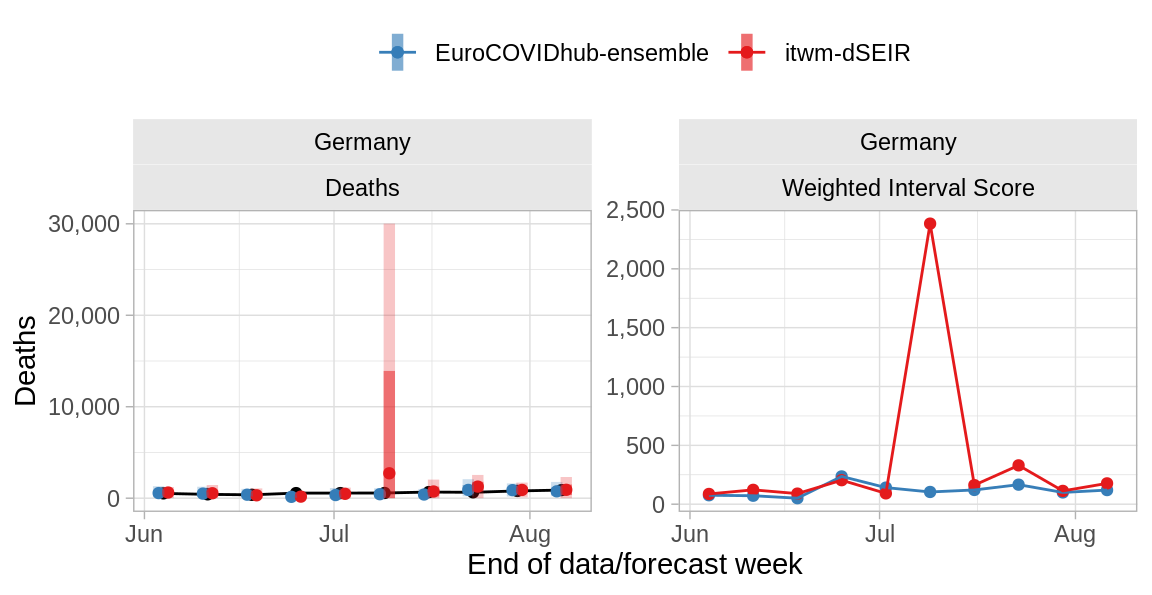 EuroCOVIDhub-ensemble itwm-dSEIR
Germany
Deaths
30,000
20,000
10,000
0
Deaths
Jun Jul Aug
Germany
Weighted Interval Score
2,500
2,000
1,500
1,000
500
0
Jun Jul Aug
End of data/forecast week